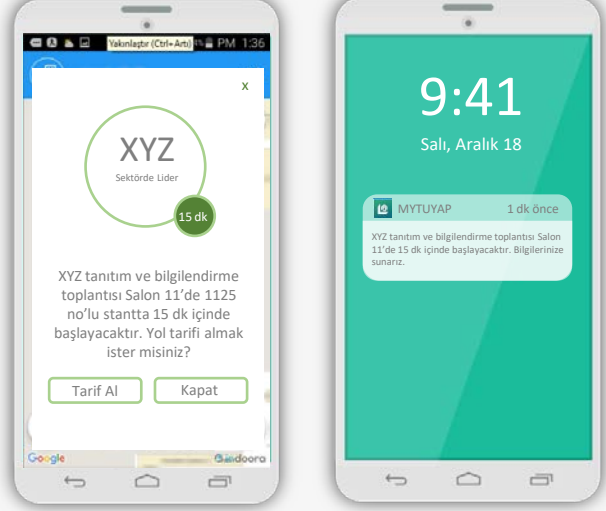 Yakınlaştır (Ctrl+Artı)
PM 1:36
x
XYZ
Sektörde Lider
15 dk
XYZ tanıtım ve bilgilendirme
toplantısı Salon 11’de 1125
no’lu stantta 15 dk içinde
başlayacaktır. Yol tarifi almak
ister misiniz?
Tarif Al
Kapat
Google
indoora
9:41
Salı, Aralık 18
MYTUYAP
1 dk önce
XYZ tanıtım ve bilgilendirme toplantısı Salon
11’de 15 dk içinde başlayacaktır. Bilgilerinize
sunarız.